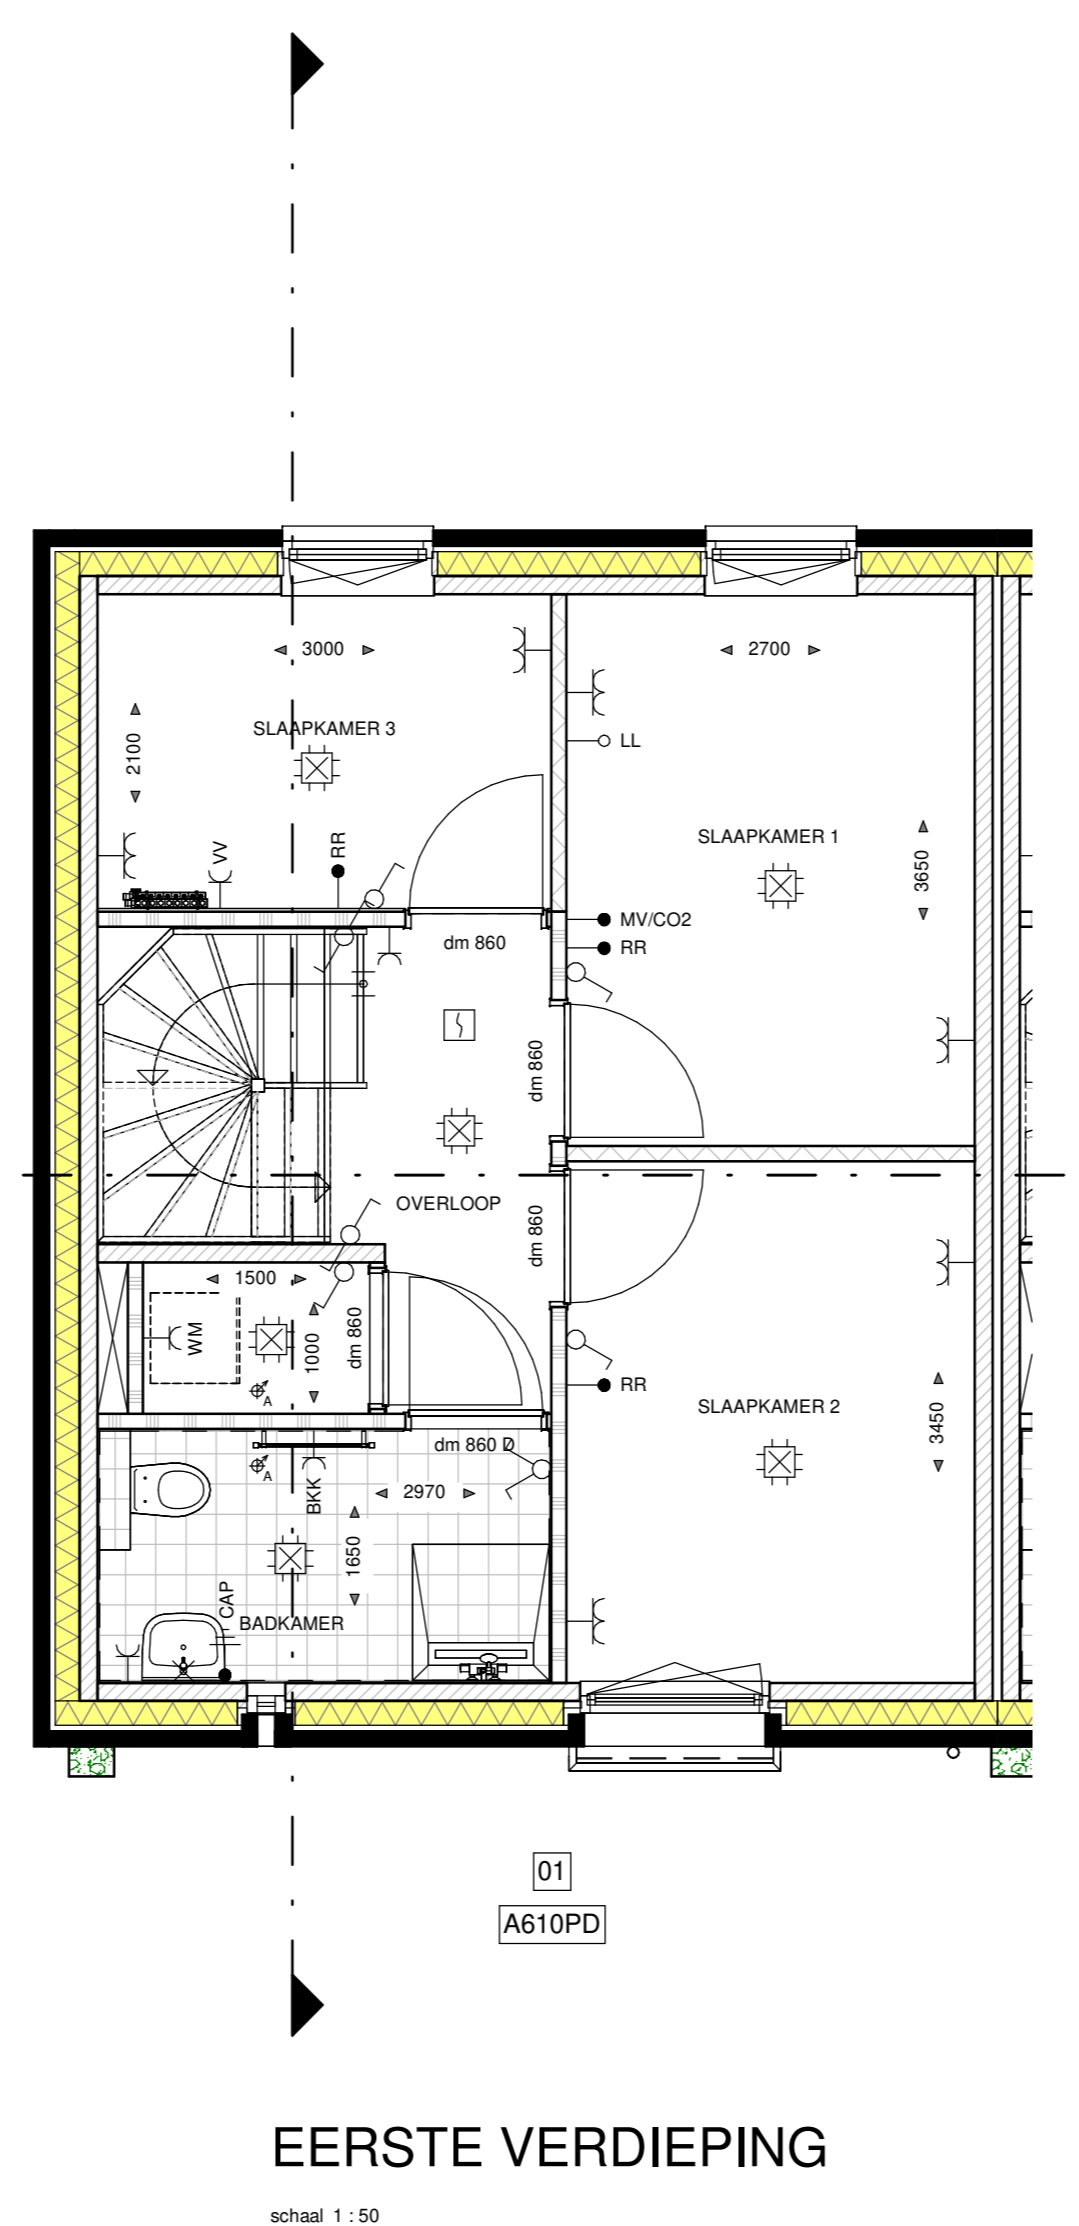 3000
2700
2100
SLAAPKAMER 3
LL
SLAAPKAMER 1
VV
RR
3650
MV/CO2
RR
dm 860
dm 860
OVERLOOP
dm 860
1500
WM
1000
dm 860
A
RR
SLAAPKAMER 2
3450
dm 860 D
A
BKK
2970
1650
CAP
BADKAMER
01
A610PD
EERSTE VERDIEPING
schaal 1 : 50